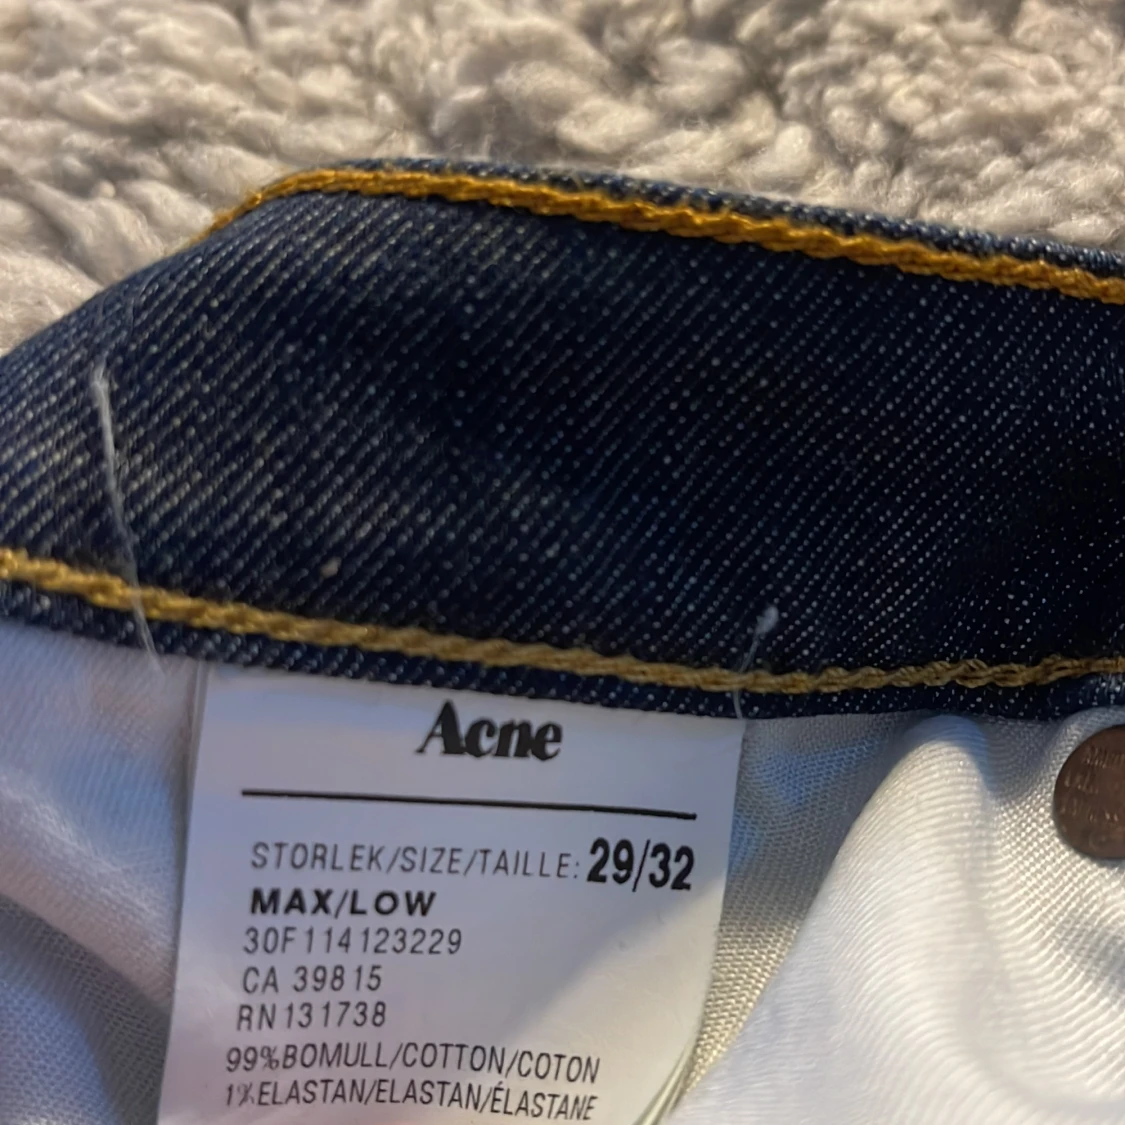 Acne
STORLEK/SIZE/TAILLE: 29/32
MAX/LOW
30F114123229
CA 39815
RN131738
99%BOMULL/COTTON/COTON
1%ELASTAN/ELASTAN/ÉLASTANE